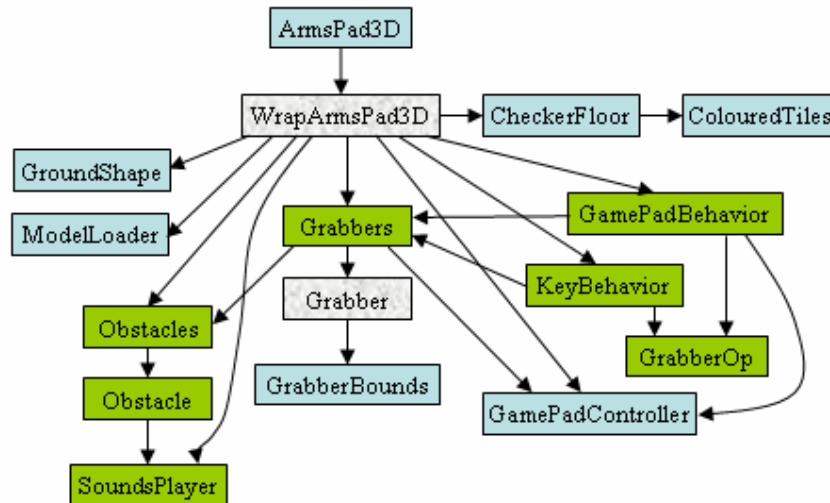 ArmsPad3D
WrapArmsPad3D
CheckerFloor
ColouredTiles
GroundShape
ModelLoader
Grabbers
GamePadBehavior
Grabber
KeyBehavior
Obstacles
GrabberOp
GrabberBounds
Obstacle
GamePadController
SoundsPlayer